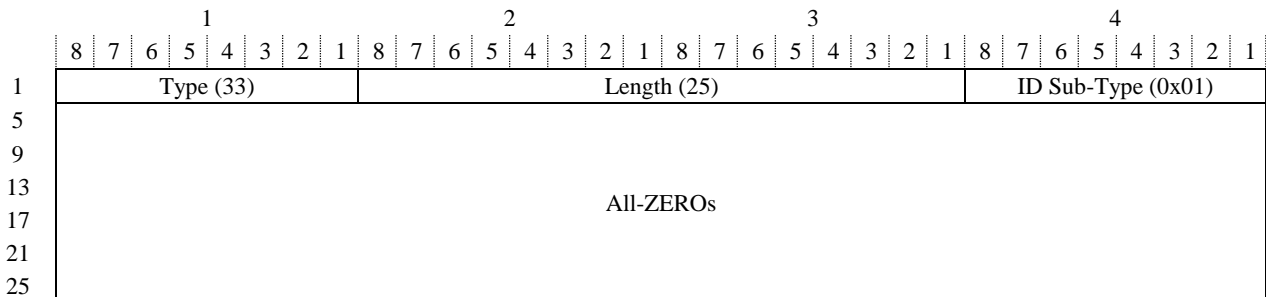 1 2 3 4
8 7 6 5 4 3 2 1 8 7 6 5 4 3 2 1 8 7 6 5 4 3 2 1 8 7 6 5 4 3 2 1
1 Type (33) Length (25) ID Sub-Type (0x01)
5
9
13
All-ZEROs
17
21
25